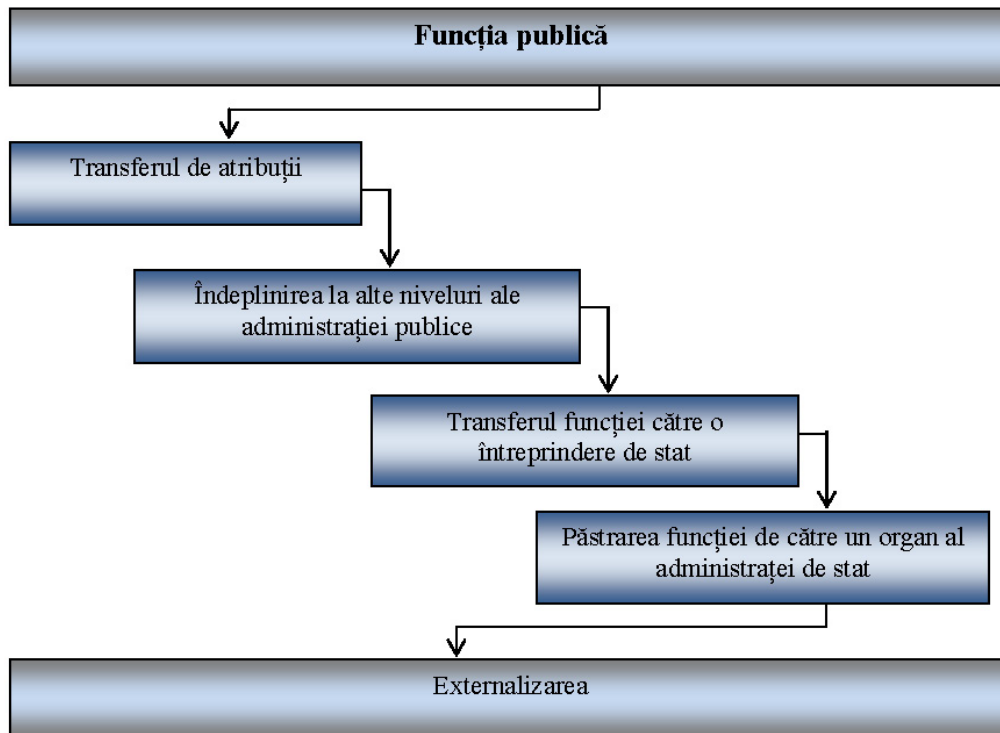 Funcția publică
Transferul de atribuții
Îndeplinirea la alte niveluri ale
administrației publice
Transferul funcției către o
întreprindere de stat
Păstrarea funcției de către un organ al
administrației de stat
Externalizarea